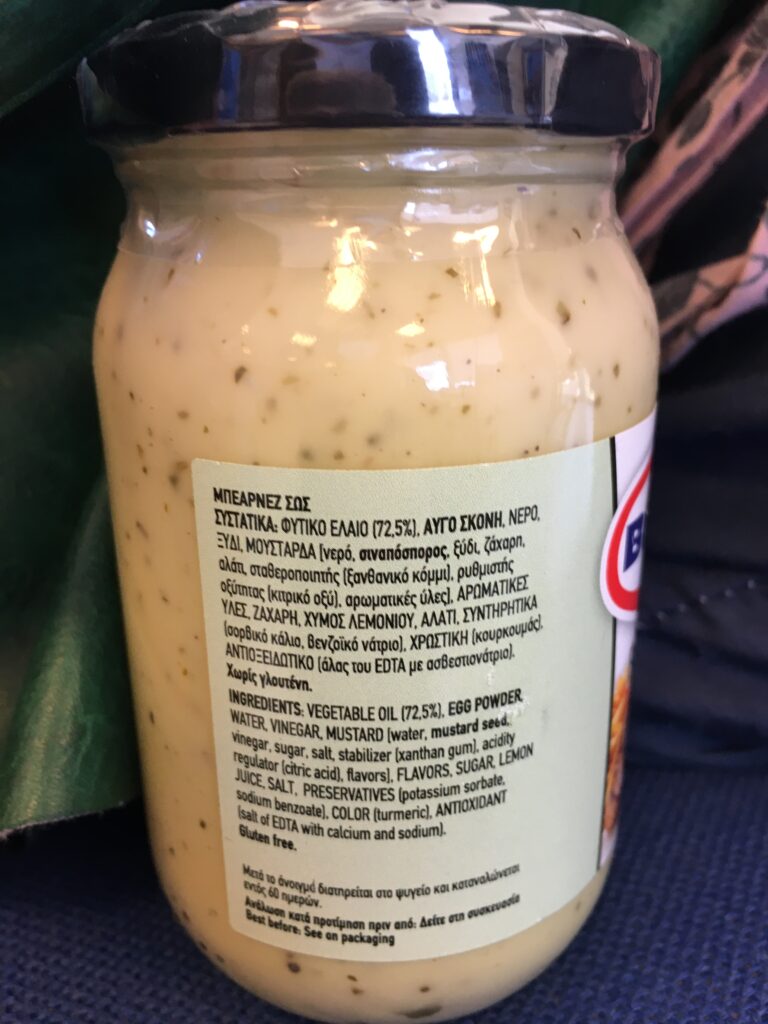 ΜΠΕΑΡΝΕΖ ΣΩΣ
ΣΥΣΤΑΤΙΚΑ: ΦΥΤΙΚΟ ΕΛΑΙΟ (72,5%), ΑΥΓΟ ΣΚΟΝΗ, ΝΕΡΟ,
ΞΥΔΙ, ΜΟΥΣΤΑΡΔΑ [νερό, σιναπόσπορος, ξύδι, ζάχαρη,
αλάτι, σταθεροποιητής (ξανθανικό κόμμι), ρυθμιστής
οξύτητας (κιτρικό οξύ), αρωματικές ύλες], ΑΡΩΜΑΤΙΚΕΣ
ΥΛΕΣ, ΖΑΧΑΡΗ, ΧΥΜΟΣ ΛΕΜΟΝΙΟΥ, ΑΛΑΤΙ, ΣΥΝΤΗΡΗΤΙΚΑ
(σορβικό κάλιο, βενζοϊκό νάτριο), ΧΡΩΣΤΙΚΗ (κουρκουμάς),
ΑΝΤΙΟΞΕΙΔΩΤΙΚΟ (άλας του EDTA με ασβεστιονάτριο).
Χωρίς γλουτένη.
INGREDIENTS: VEGETABLE OIL (72,5%), EGG POWDER,
WATER, VINEGAR, MUSTARD [water, mustard seed,
vinegar, sugar, salt, stabilizer (xanthan gum), acidity
regulator (citric acid), flavors], FLAVORS, SUGAR, LEMON
JUICE, SALT, PRESERVATIVES (potassium sorbate,
sodium benzoate), COLOR (turmeric), ANTIOXIDANT
(salt of EDTA with calcium and sodium).
Gluten free.
Μετά το άνοιγμά διατηρείται στο ψυγείο και καταναλώνεται
εντός 60 ημερών.
Ανάλωση κατά προτίμηση πριν από: Δείτε στη συσκευασία
Best before: See on packaging